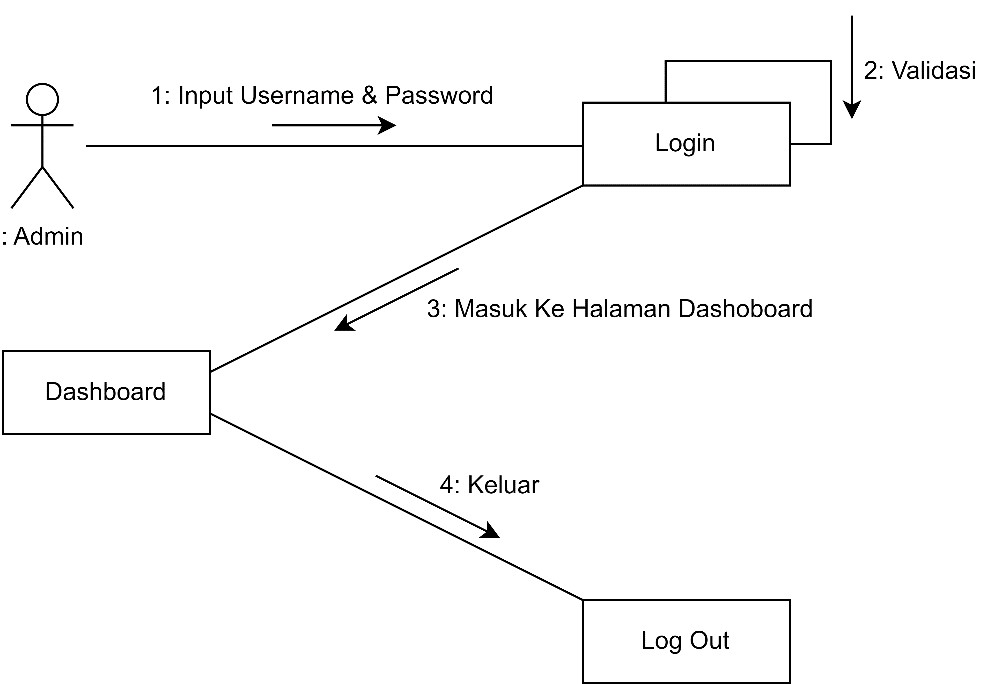 1: Input Username & Password
2: Validasi
Login
: Admin
3: Masuk Ke Halaman Dashoboard
Dashboard
4: Keluar
Log Out